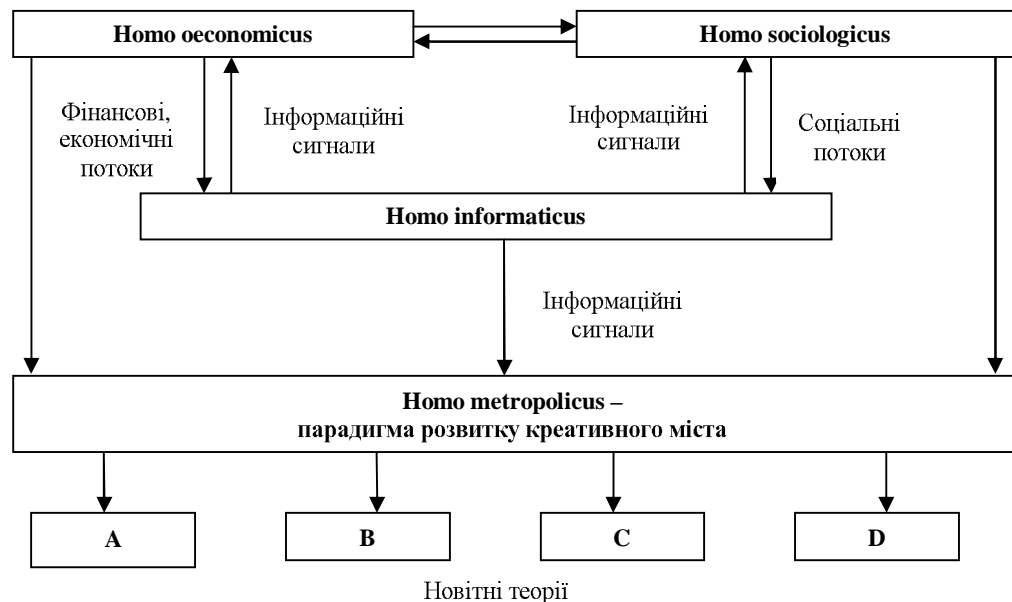 Homo oeconomicus
Homo sociologicus
Фінансові,
економічні
потоки
Інформаційні
сигнали
Інформаційні
сигнали
Соціальні
потоки
Homo informaticus
Інформаційні
сигнали
Homo metropolicus –
парадигма розвитку креативного міста
A
B
C
D
Новітні теорії